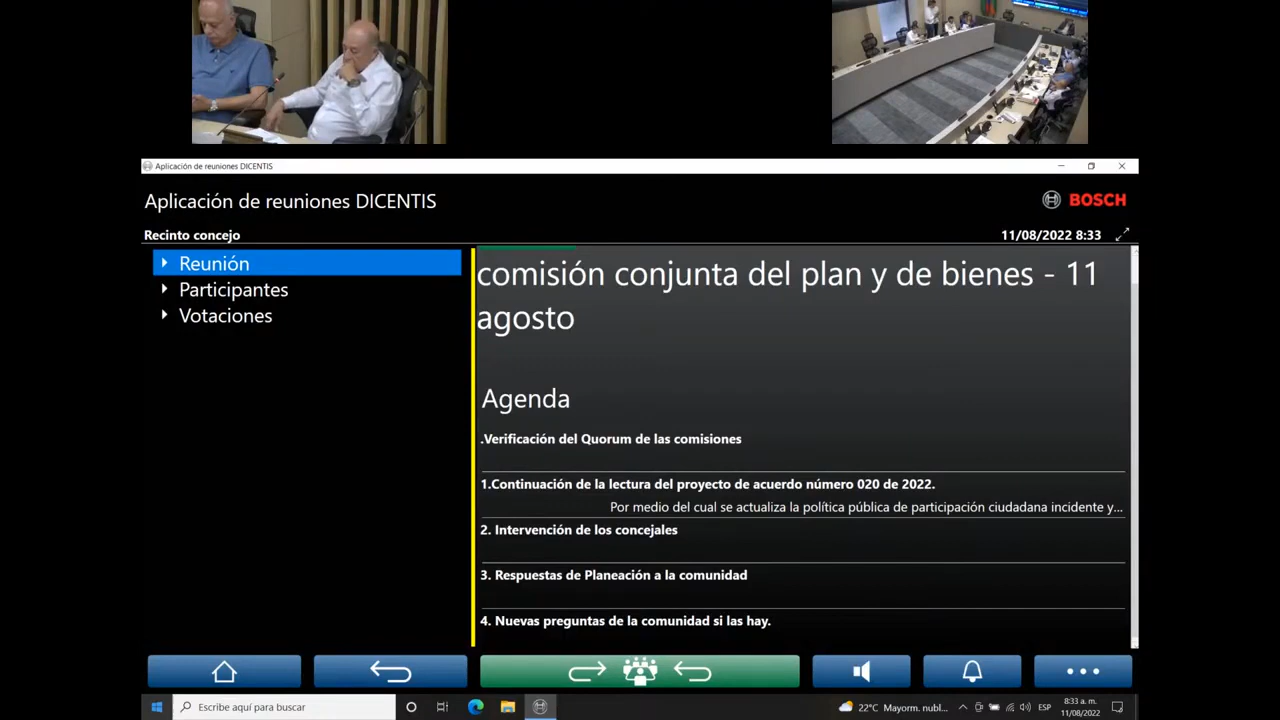 Aplicación de reuniones DICENTIS
Aplicación de reuniones DICENTIS
BOSCH
Recinto concejo
11/08/2022 8:33
Reunión
Participantes
Votaciones
comisión conjunta del plan y de bienes - 11
agosto
Agenda
.Verificación del Quorum de las comisiones
1.Continuación de la lectura del proyecto de acuerdo número 020 de 2022.
Por medio del cual se actualiza la política pública de participación ciudadana incidente y...
2. Intervención de los concejales
3. Respuestas de Planeación a la comunidad
4. Nuevas preguntas de la comunidad si las hay.
Escribe aquí para buscar
22°C Mayorm. nubl...
ESP
8:33 a. m.
11/08/2022